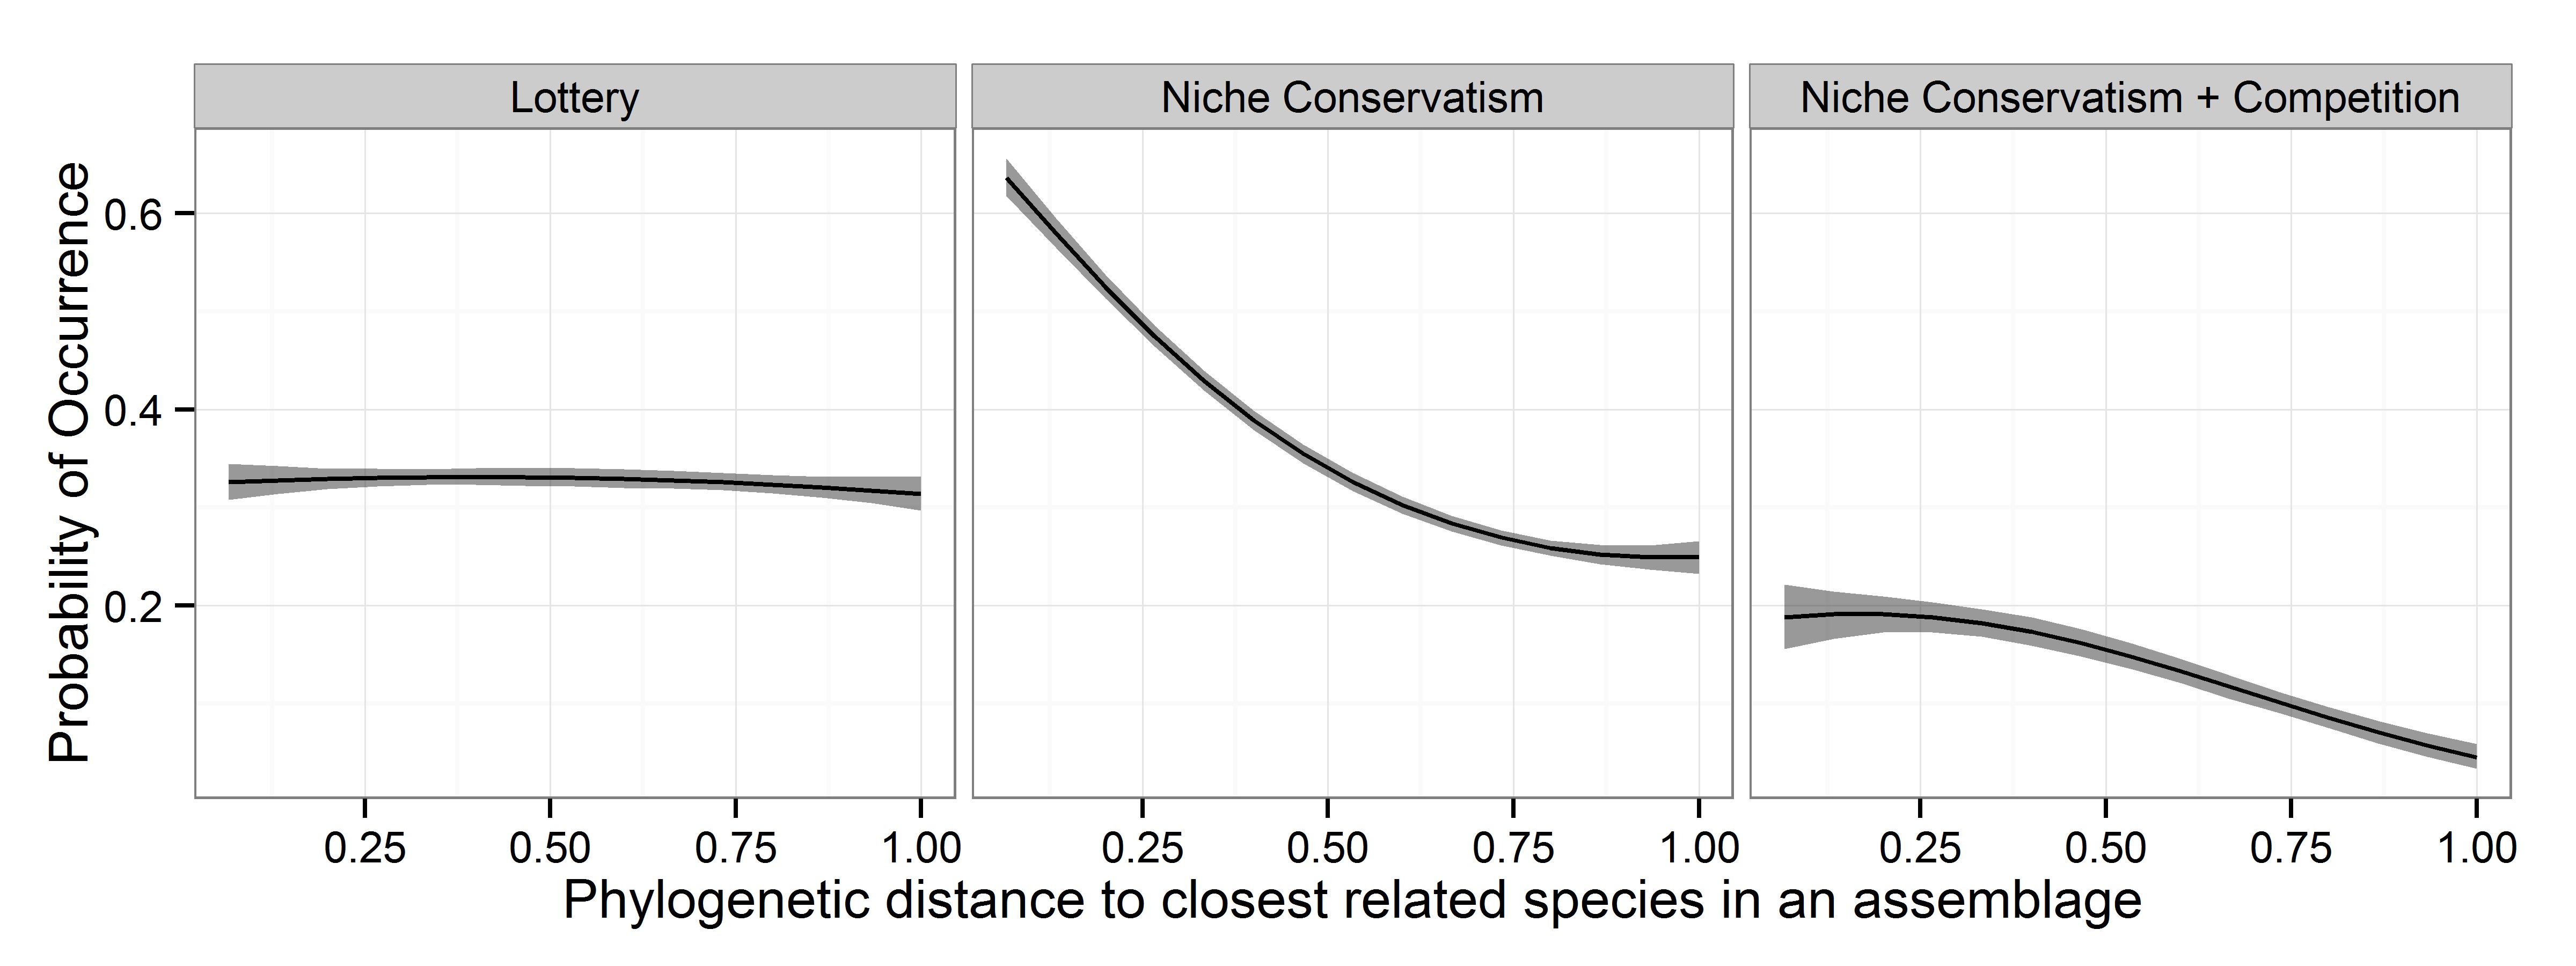 Lottery
Niche Conservatism
Niche Conservatism + Competition
Probability of Occurrence
0.6
0.4
0.2
0.25 0.50 0.75 1.00 0.25 0.50 0.75 1.00 0.25 0.50 0.75 1.00
Phylogenetic distance to closest related species in an assemblage